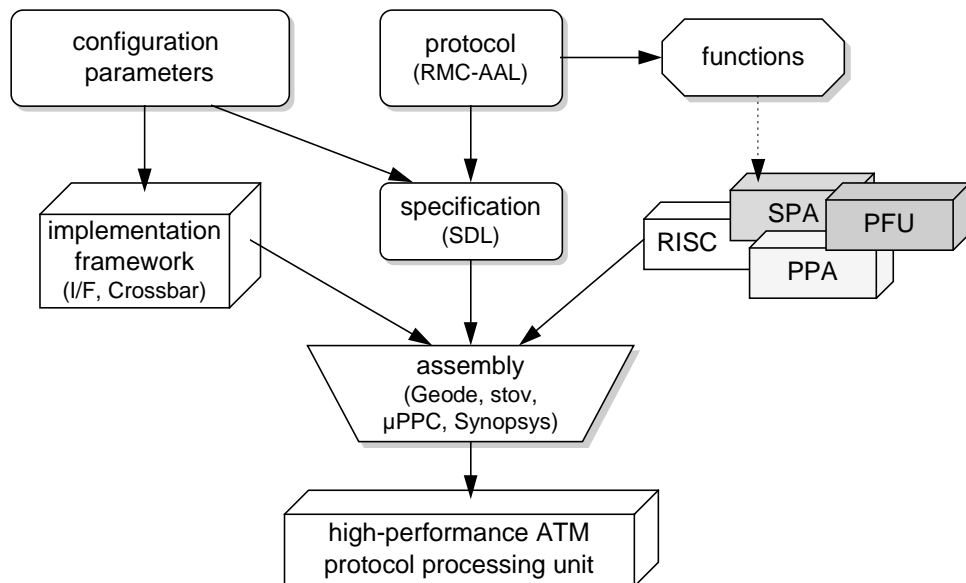 configuration
parameters
protocol
(RMC-AAL)
functions
implementation
framework
(I/F, Crossbar)
specification
(SDL)
SPA
PFU
RISC
PPA
assembly
(Geode, stov,
µPPC, Synopsys)
high-performance ATM
protocol processing unit